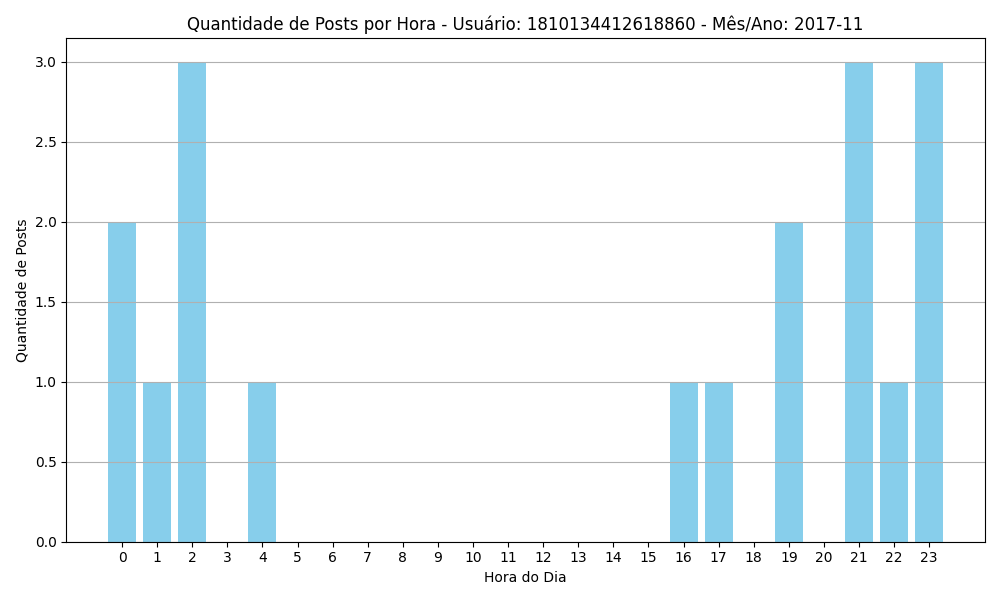 Quantidade de Posts por Hora - Usuário: 1810134412618860 - Mês/Ano: 2017-11
3.0
2.5
2.0
1.5
1.0
0.5
0.0
Quantidade de Posts
0 1 2 3 4 5 6 7 8 9 10 11 12 13 14 15 16 17 18 19 20 21 22 23
Hora do Dia